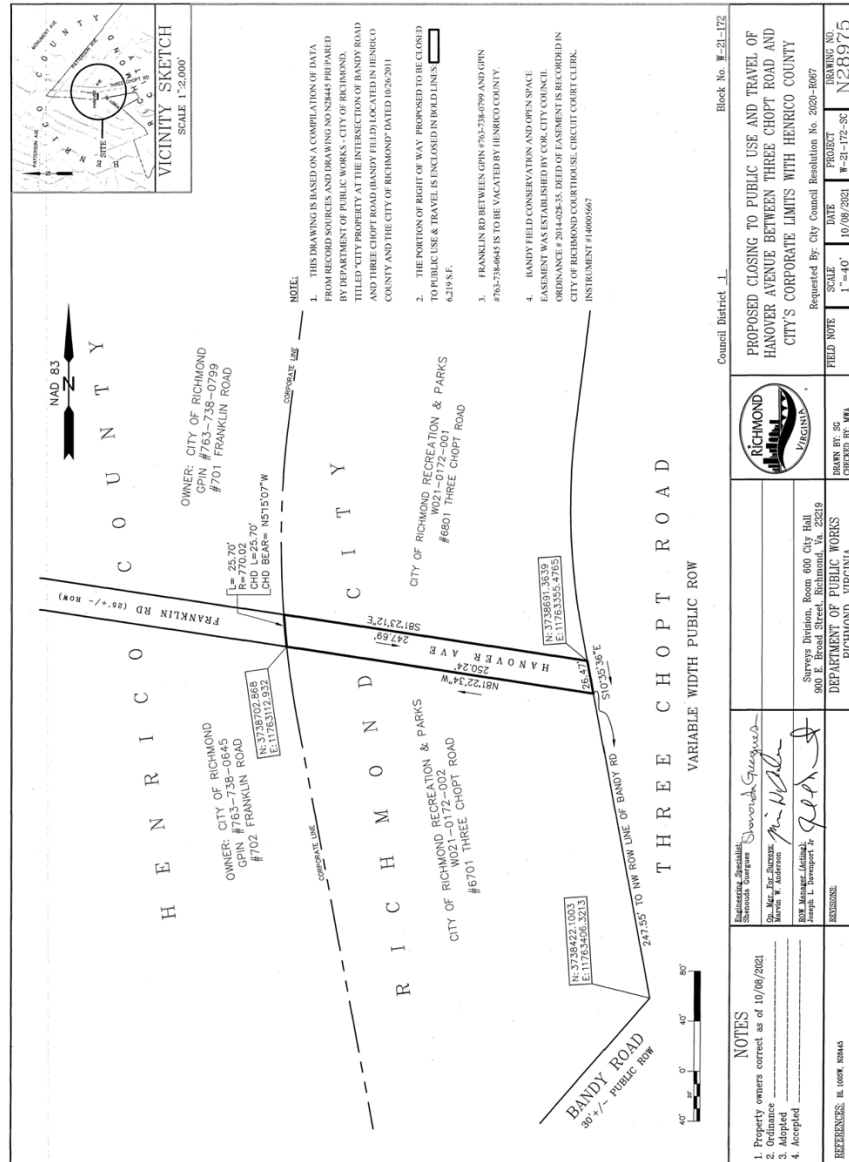 PATTERSON AVE
MONUMENT AVE
PATTERSON AVE
THREE CHOPT RD
SITE
VICINITY SKETCH
SCALE 1":2,000'
NAD 83
N
H E N R I C O C O U N T Y
R I C H M O N D C I T Y
OWNER: CITY OF RICHMOND
GPIN #763-738-0799
#701 FRANKLIN ROAD
OWNER: CITY OF RICHMOND
GPIN #763-738-0645
#702 FRANKLIN ROAD
FRANKLIN RD (25'+/- ROW)
L= 25.70'
R=770.02
CHD L=25.70'
CHD BEAR= N5°15'07"W
N: 3738702.868
E:11763112.932
CORPORATE LINE
CORPORATE LINE
CITY OF RICHMOND RECREATION & PARKS
W021-0172-001
#6801 THREE CHOPT ROAD
CITY OF RICHMOND RECREATION & PARKS
W021-0172-002
#6701 THREE CHOPT ROAD
S81°23'12"E
247.69'
HANOVER AVE
250.24'
N81°22'34"W
N: 3738691.3639
E: 11763355.4765
26.47'
S10°35'36"E
N:3738422.1003
E:11763406.3213
247.55' TO NW ROW LINE OF BANDY RD
THREE CHOPT ROAD
VARIABLE WIDTH PUBLIC ROW
BANDY ROAD
30'+/- PUBLIC ROW
40' 20' 0' 40' 80'
NOTE:
1. THIS DRAWING IS BASED ON A COMPILATION OF DATA
FROM RECORD SOURCES AND DRAWING NO N28445 PREPARED
BY DEPARTMENT OF PUBLIC WORKS - CITY OF RICHMOND,
TITLED "CITY PROPERTY AT THE INTERSECTION OF BANDY ROAD
AND THREE CHOPT ROAD (BANDY FIELD) LOCATED IN HENRICO
COUNTY AND THE CITY OF RICHMOND" DATED 10/26/2011
2. THE PORTION OF RIGHT OF WAY PROPOSED TO BE CLOSED
TO PUBLIC USE & TRAVEL IS ENCLOSED IN BOLD LINES:
6,219 S.F.
3. FRANKLIN RD BETWEEN GPIN #763-738-0799 AND GPIN
#763-738-0645 IS TO BE VACATED BY HENRICO COUNTY.
4. BANDY FIELD CONSERVATION AND OPEN SPACE
EASEMENT WAS ESTABLISHED BY COR, CITY COUNCIL
ORDINANCE # 2014-028-35. DEED OF EASEMENT IS RECORDED IN
CITY OF RICHMOND COURTHOUSE, CIRCUIT COURT CLERK,
INSTRUMENT #140005667
Council District 1
Block No. W-21-172
NOTES
1. Property owners correct as of 10/08/2021
2. Ordinance
3. Adopted
4. Accepted
REFERENCES: BL 100SW, N28445
Engineering Specialist:
Shenouda Guergues
Op. Mgr. For Surveys:
Marvin W. Anderson
ROW Manager (Acting):
Joseph L. Davenport Jr
REVISIONS:
Surveys Division, Room 600 City Hall
900 E. Broad Street, Richmond, Va. 23219
DEPARTMENT OF PUBLIC WORKS
RICHMOND, VIRGINIA
RICHMOND
VIRGINIA
DRAWN BY: SG
CHECKED BY: MWA
PROPOSED CLOSING TO PUBLIC USE AND TRAVEL OF
HANOVER AVENUE BETWEEN THREE CHOPT ROAD AND
CITY'S CORPORATE LIMITS WITH HENRICO COUNTY
Requested By: City Council Resolution No. 2020-R067
FIELD NOTE
SCALE
1"=40'
DATE
10/08/2021
PROJECT
W-21-172-SC
DRAWING NO.
N28975